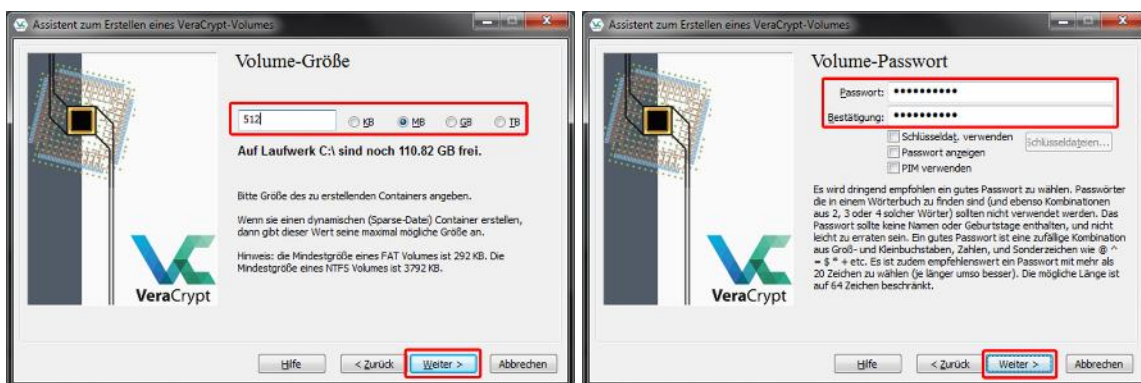 Assistent zum Erstellen eines VeraCrypt-Volumes
Volume-Größe
512
KB
MB
GB
TB
Auf Laufwerk C:\ sind noch 110.82 GB frei.
Bitte Größe des zu erstellenden Containers angeben.
Wenn sie einen dynamischen (Sparse-Datei) Container erstellen,
dann gibt dieser Wert seine maximal mögliche Größe an.
Hinweis: die Mindestgröße eines FAT Volumes ist 292 KB. Die
Mindestgröße eines NTFS Volumes ist 3792 KB.
VeraCrypt
Hilfe
< Zurück
Weiter >
Abbrechen
Assistent zum Erstellen eines VeraCrypt-Volumes
Volume-Passwort
Passwort: ••••••••••
Bestätigung: ••••••••••
Schlüsseldat. verwenden
Schlüsseldateien...
Passwort anzeigen
PIM verwenden
Es wird dringend empfohlen ein gutes Passwort zu wählen. Passwörter
die in einem Wörterbuch zu finden sind (und ebenso Kombinationen
aus 2, 3 oder 4 solcher Wörter) sollten nicht verwendet werden. Das
Passwort sollte keine Namen oder Geburtstage enthalten, und nicht
leicht zu erraten sein. Ein gutes Passwort ist eine zufällige Kombination
aus Groß- und Kleinbuchstaben, Zahlen, und Sonderzeichen wie @ ^
= $ * + etc. Es ist zudem empfehlenswert ein Passwort mit mehr als
20 Zeichen zu wählen (je länger umso besser). Die mögliche Länge ist
auf 64 Zeichen beschränkt.
VeraCrypt
Hilfe
< Zurück
Weiter >
Abbrechen